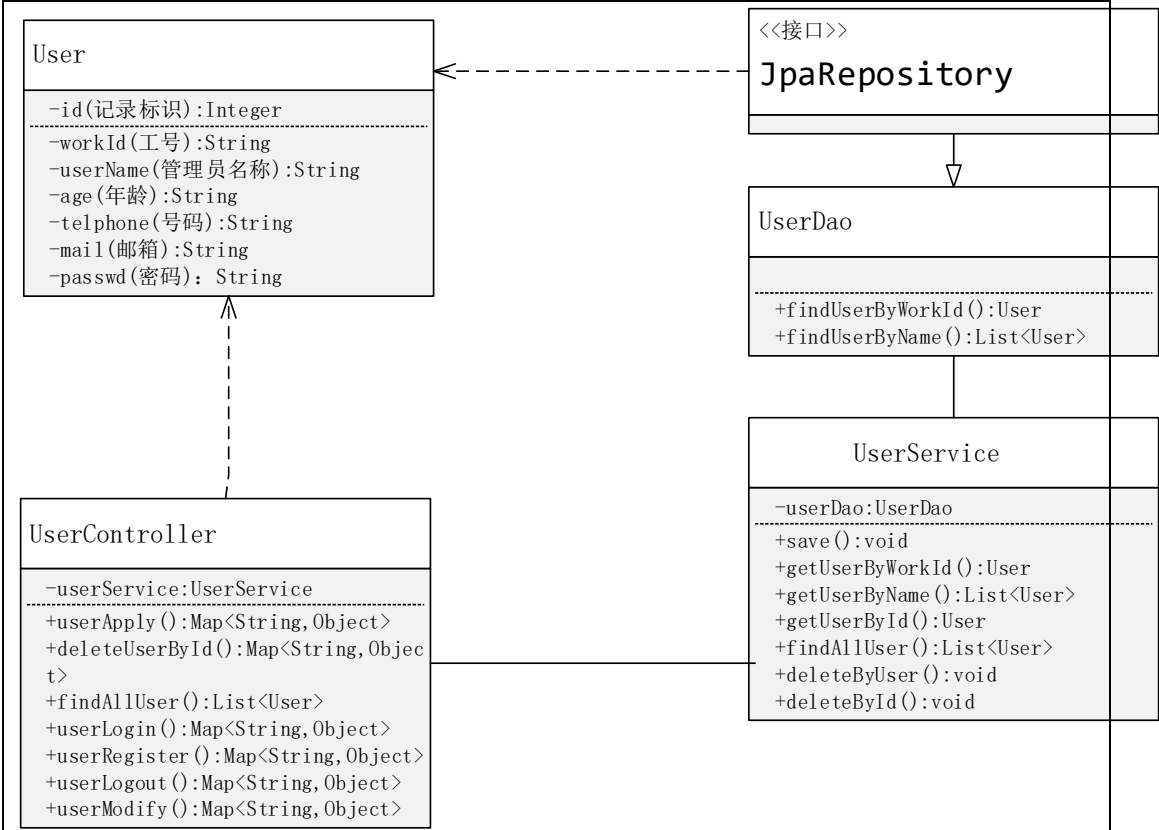 User
-id(记录标识):Integer
-workId(工号):String
-userName(管理员名称):String
-age(年龄):String
-telphone(号码):String
-mail(邮箱):String
-passwd(密码)：String
<<接口>>
JpaRepository
UserDao
+findUserByWorkId():User
+findUserByName():List<User>
UserService
-userDao:UserDao
+save():void
+getUserByWorkId():User
+getUserByName():List<User>
+getUserById():User
+findAllUser():List<User>
+deleteByUser():void
+deleteById():void
UserController
-userService:UserService
+userApply():Map<String,Object>
+deleteUserById():Map<String,Objec
t>
+findAllUser():List<User>
+userLogin():Map<String,Object>
+userRegister():Map<String,Object>
+userLogout():Map<String,Object>
+userModify():Map<String,Object>